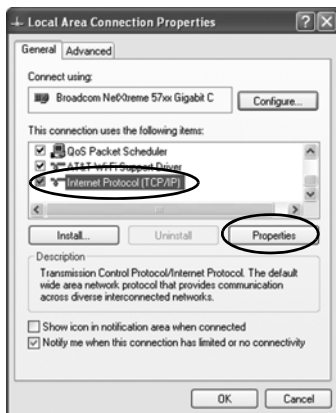 Local Area Connection Properties
General
Advanced
Connect using:
Broadcom NetXtreme 57xx Gigabit C
Configure...
This connection uses the following items:
QoS Packet Scheduler
AT&T Wi-Fi Support Driver
Internet Protocol (TCP/IP)
Install...
Uninstall
Properties
Description
Transmission Control Protocol/Internet Protocol. The default
wide area network protocol that provides communication
across diverse interconnected networks.
Show icon in notification area when connected
Notify me when this connection has limited or no connectivity
OK
Cancel